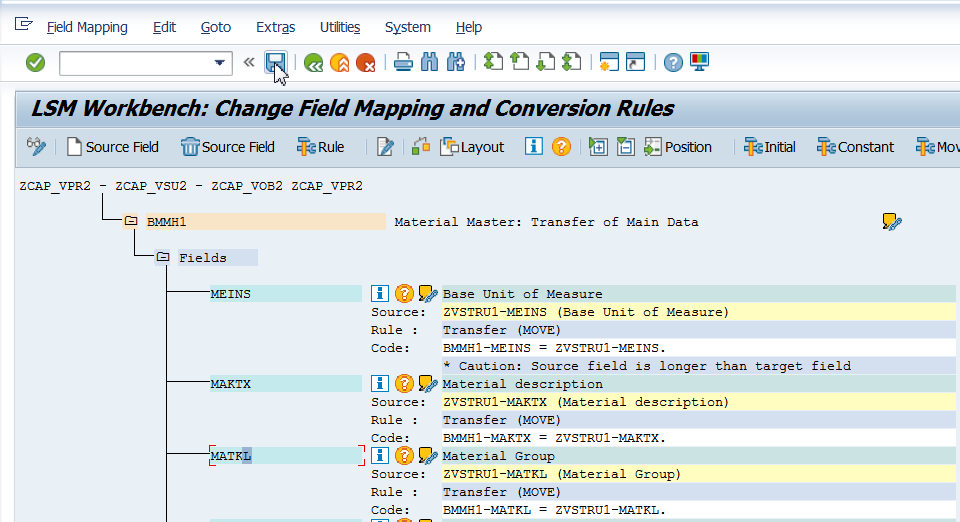 Field Mapping Edit Goto Extras Utilities System Help
LSM Workbench: Change Field Mapping and Conversion Rules
Source Field Source Field Rule Layout Position Initial Constant Mov
ZCAP_VPR2 - ZCAP_VSU2 - ZCAP_VOB2 ZCAP_VPR2
BMMH1 Material Master: Transfer of Main Data
Fields
MEINS Base Unit of Measure
Source: ZVSTRU1-MEINS (Base Unit of Measure)
Rule : Transfer (MOVE)
Code: BMMH1-MEINS = ZVSTRU1-MEINS.
* Caution: Source field is longer than target field
MAKTX Material description
Source: ZVSTRU1-MAKTX (Material description)
Rule : Transfer (MOVE)
Code: BMMH1-MAKTX = ZVSTRU1-MAKTX.
MATKL Material Group
Source: ZVSTRU1-MATKL (Material Group)
Rule : Transfer (MOVE)
Code: BMMH1-MATKL = ZVSTRU1-MATKL.